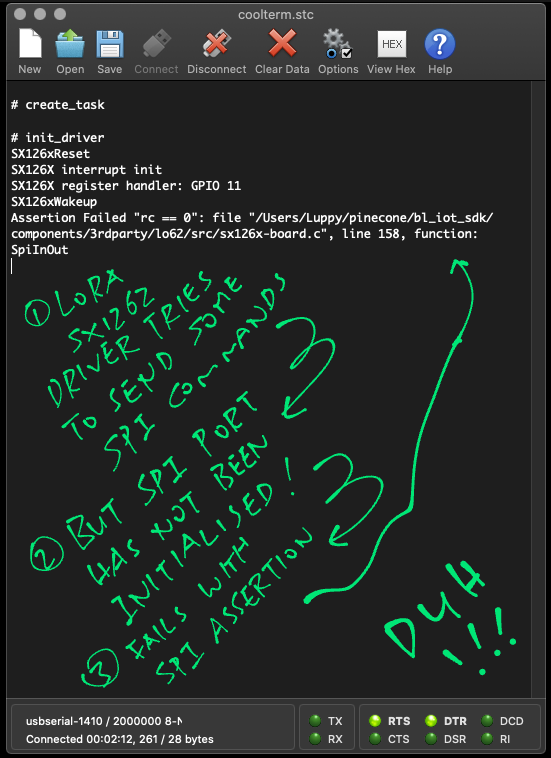 coolterm.stc
New Open Save Connect Disconnect Clear Data Options View Hex Help
HEX
?
# create_task
# init_driver
SX126xReset
SX126X interrupt init
SX126X register handler: GPIO 11
SX126xWakeup
Assertion Failed "rc == 0": file "/Users/Luppy/pinecone/bl_iot_sdk/
components/3rdparty/lo62/src/sx126x-board.c", line 158, function:
SpiInOut
① LORA
SX1262
DRIVER TRIES
TO SEND SOME
SPI COMMANDS
② BUT SPI PORT
HAS NOT BEEN
INITIALISED!
③ FAILS WITH
SPI ASSERTION
DUH
!!!
usbserial-1410 / 2000000 8-N
Connected 00:02:12, 261 / 28 bytes
TX RTS DTR DCD
RX CTS DSR RI